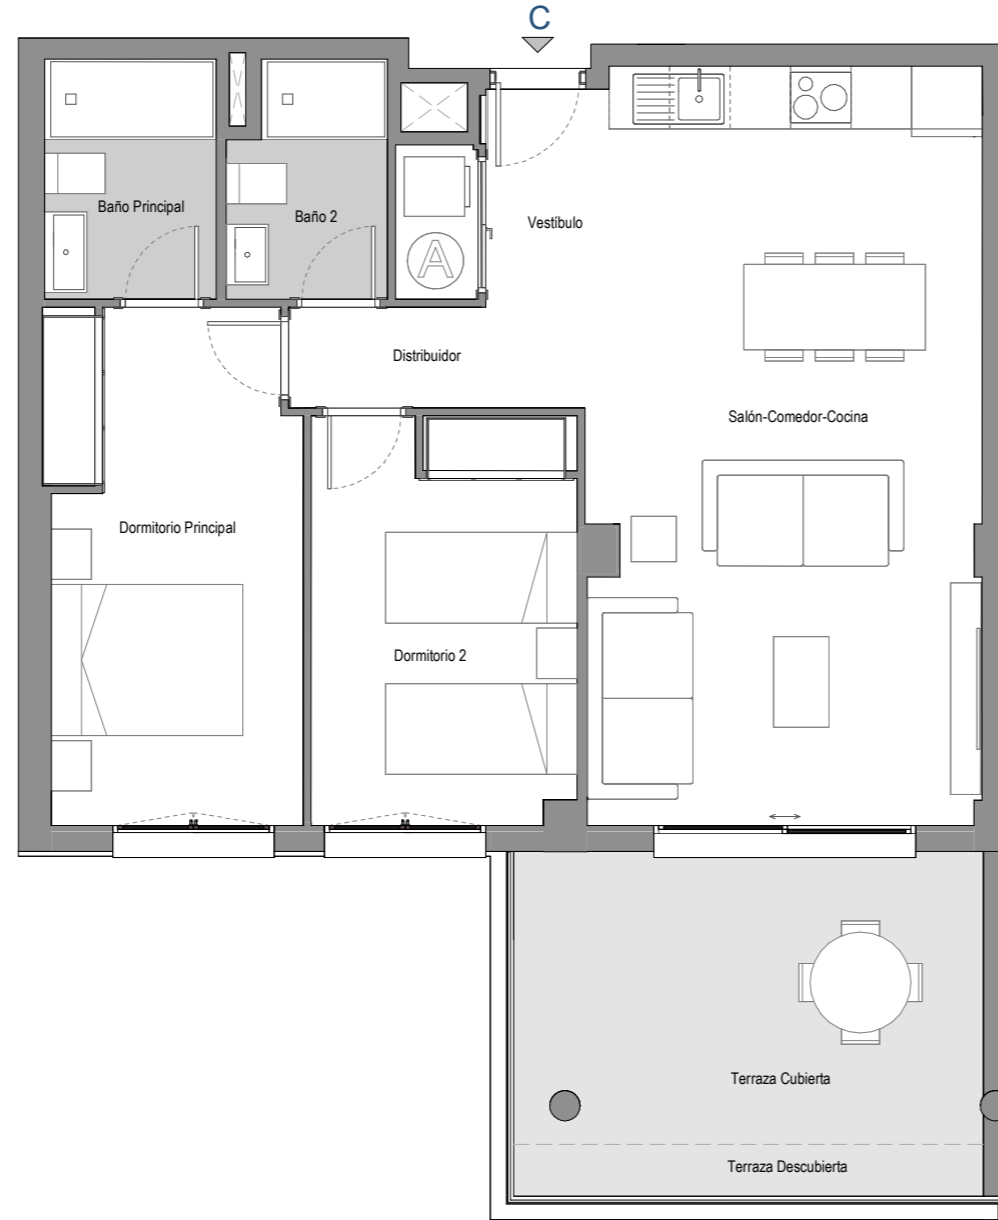 C
Baño Principal
Baño 2
Vestíbulo
A
Distribuidor
Salón-Comedor-Cocina
Dormitorio Principal
Dormitorio 2
Terraza Cubierta
Terraza Descubierta